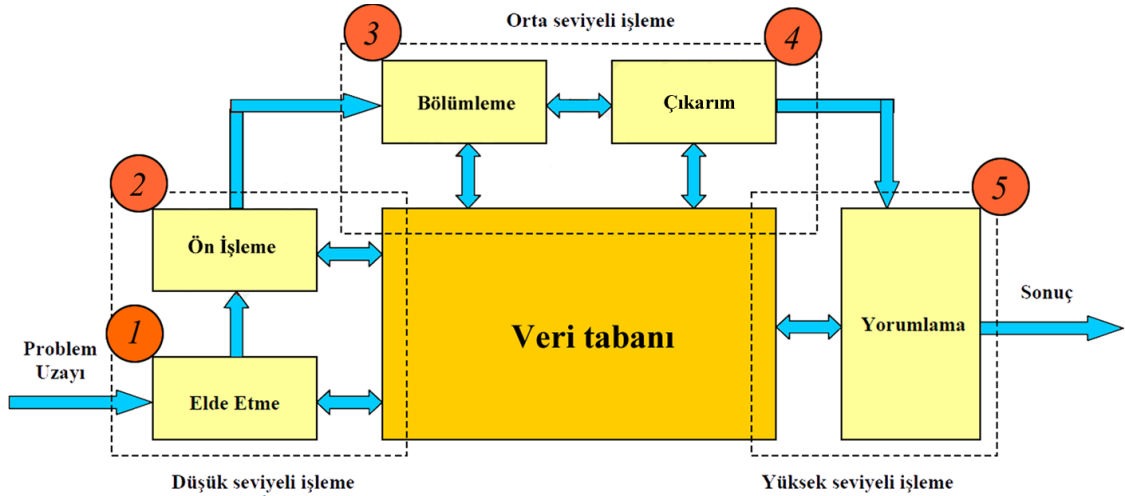 Orta seviyeli işleme
3
4
Bölümleme
Çıkarım
2
5
Ön İşleme
Veri tabanı
Yorumlama
Sonuç
1
Problem
Uzayı
Elde Etme
Düşük seviyeli işleme
Yüksek seviyeli işleme